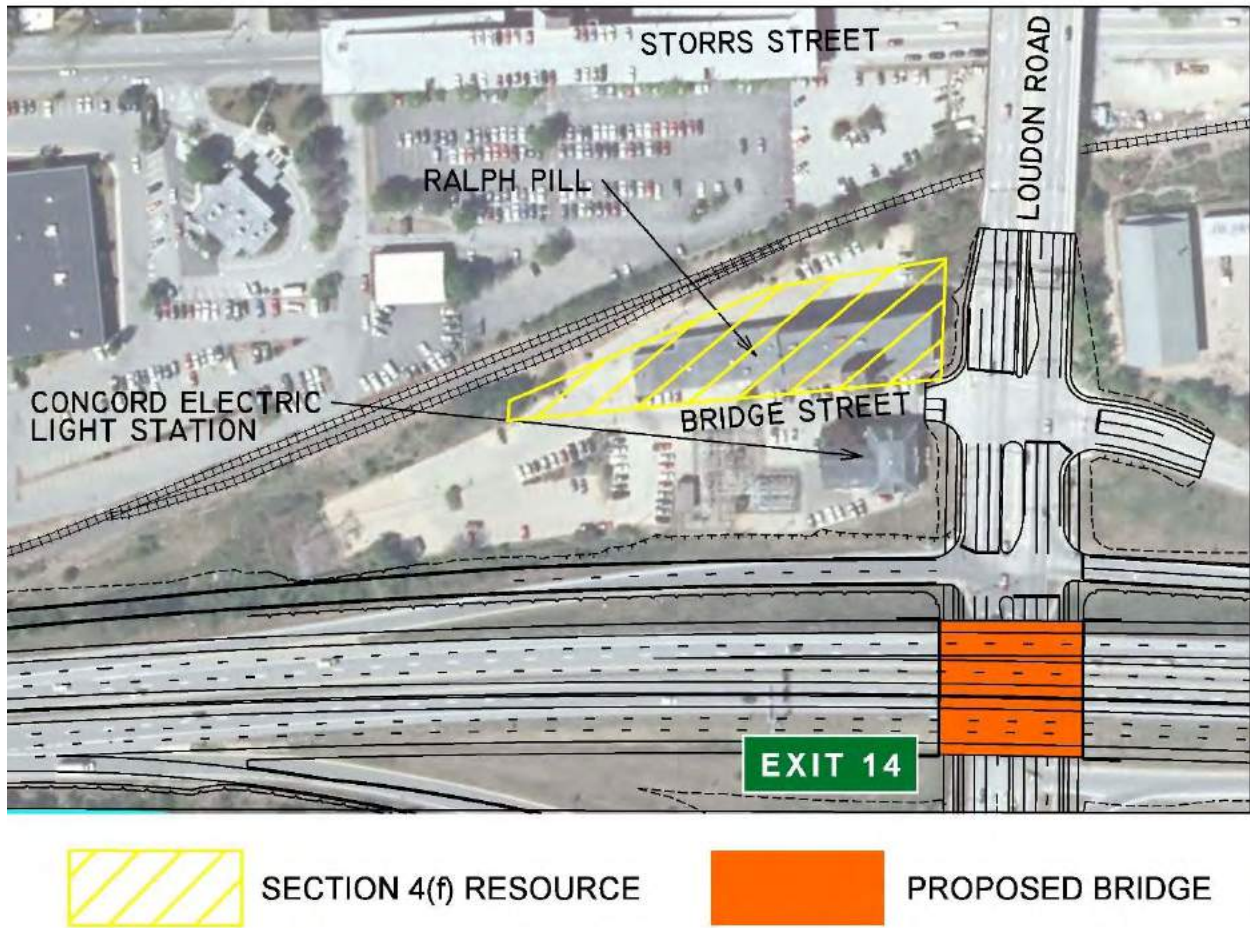 STORRS STREET
LOUDON ROAD
RALPH PILL
CONCORD ELECTRIC
LIGHT STATION
BRIDGE STREET
EXIT 14
SECTION 4(f) RESOURCE
PROPOSED BRIDGE